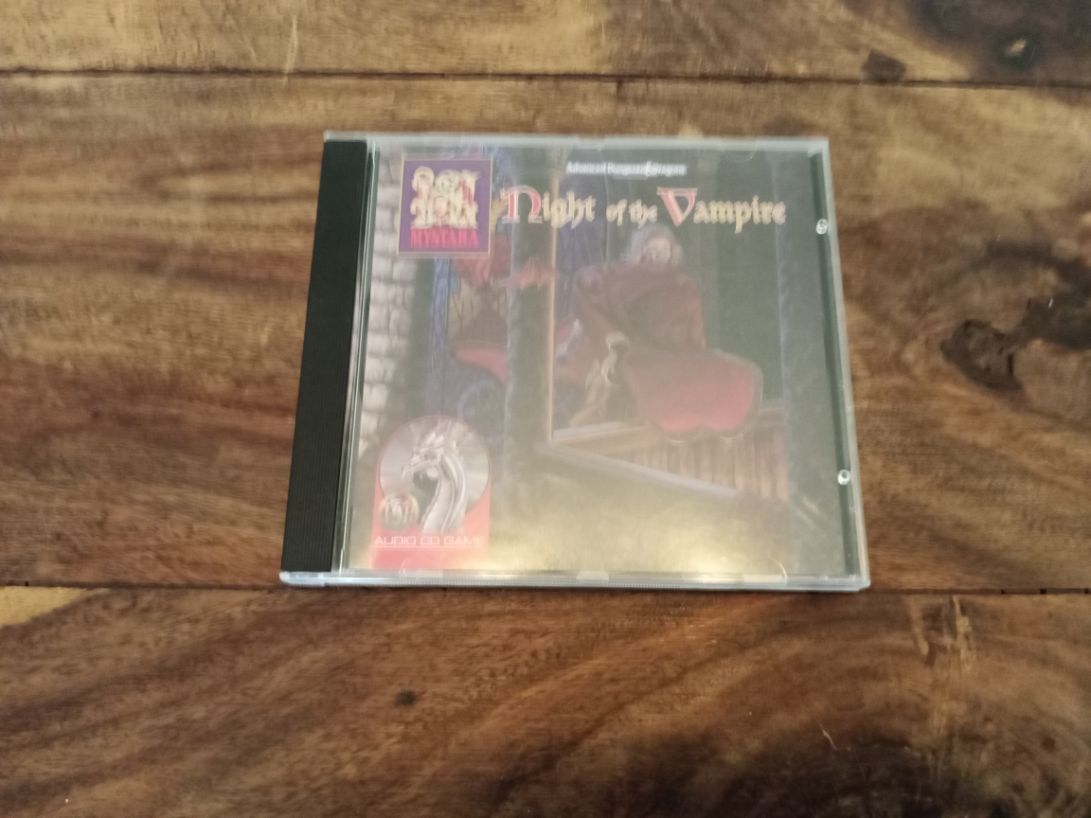 Advanced Dungeons & Dragons
MYSTARA
Night of the Vampire
AUDIO CD GAME